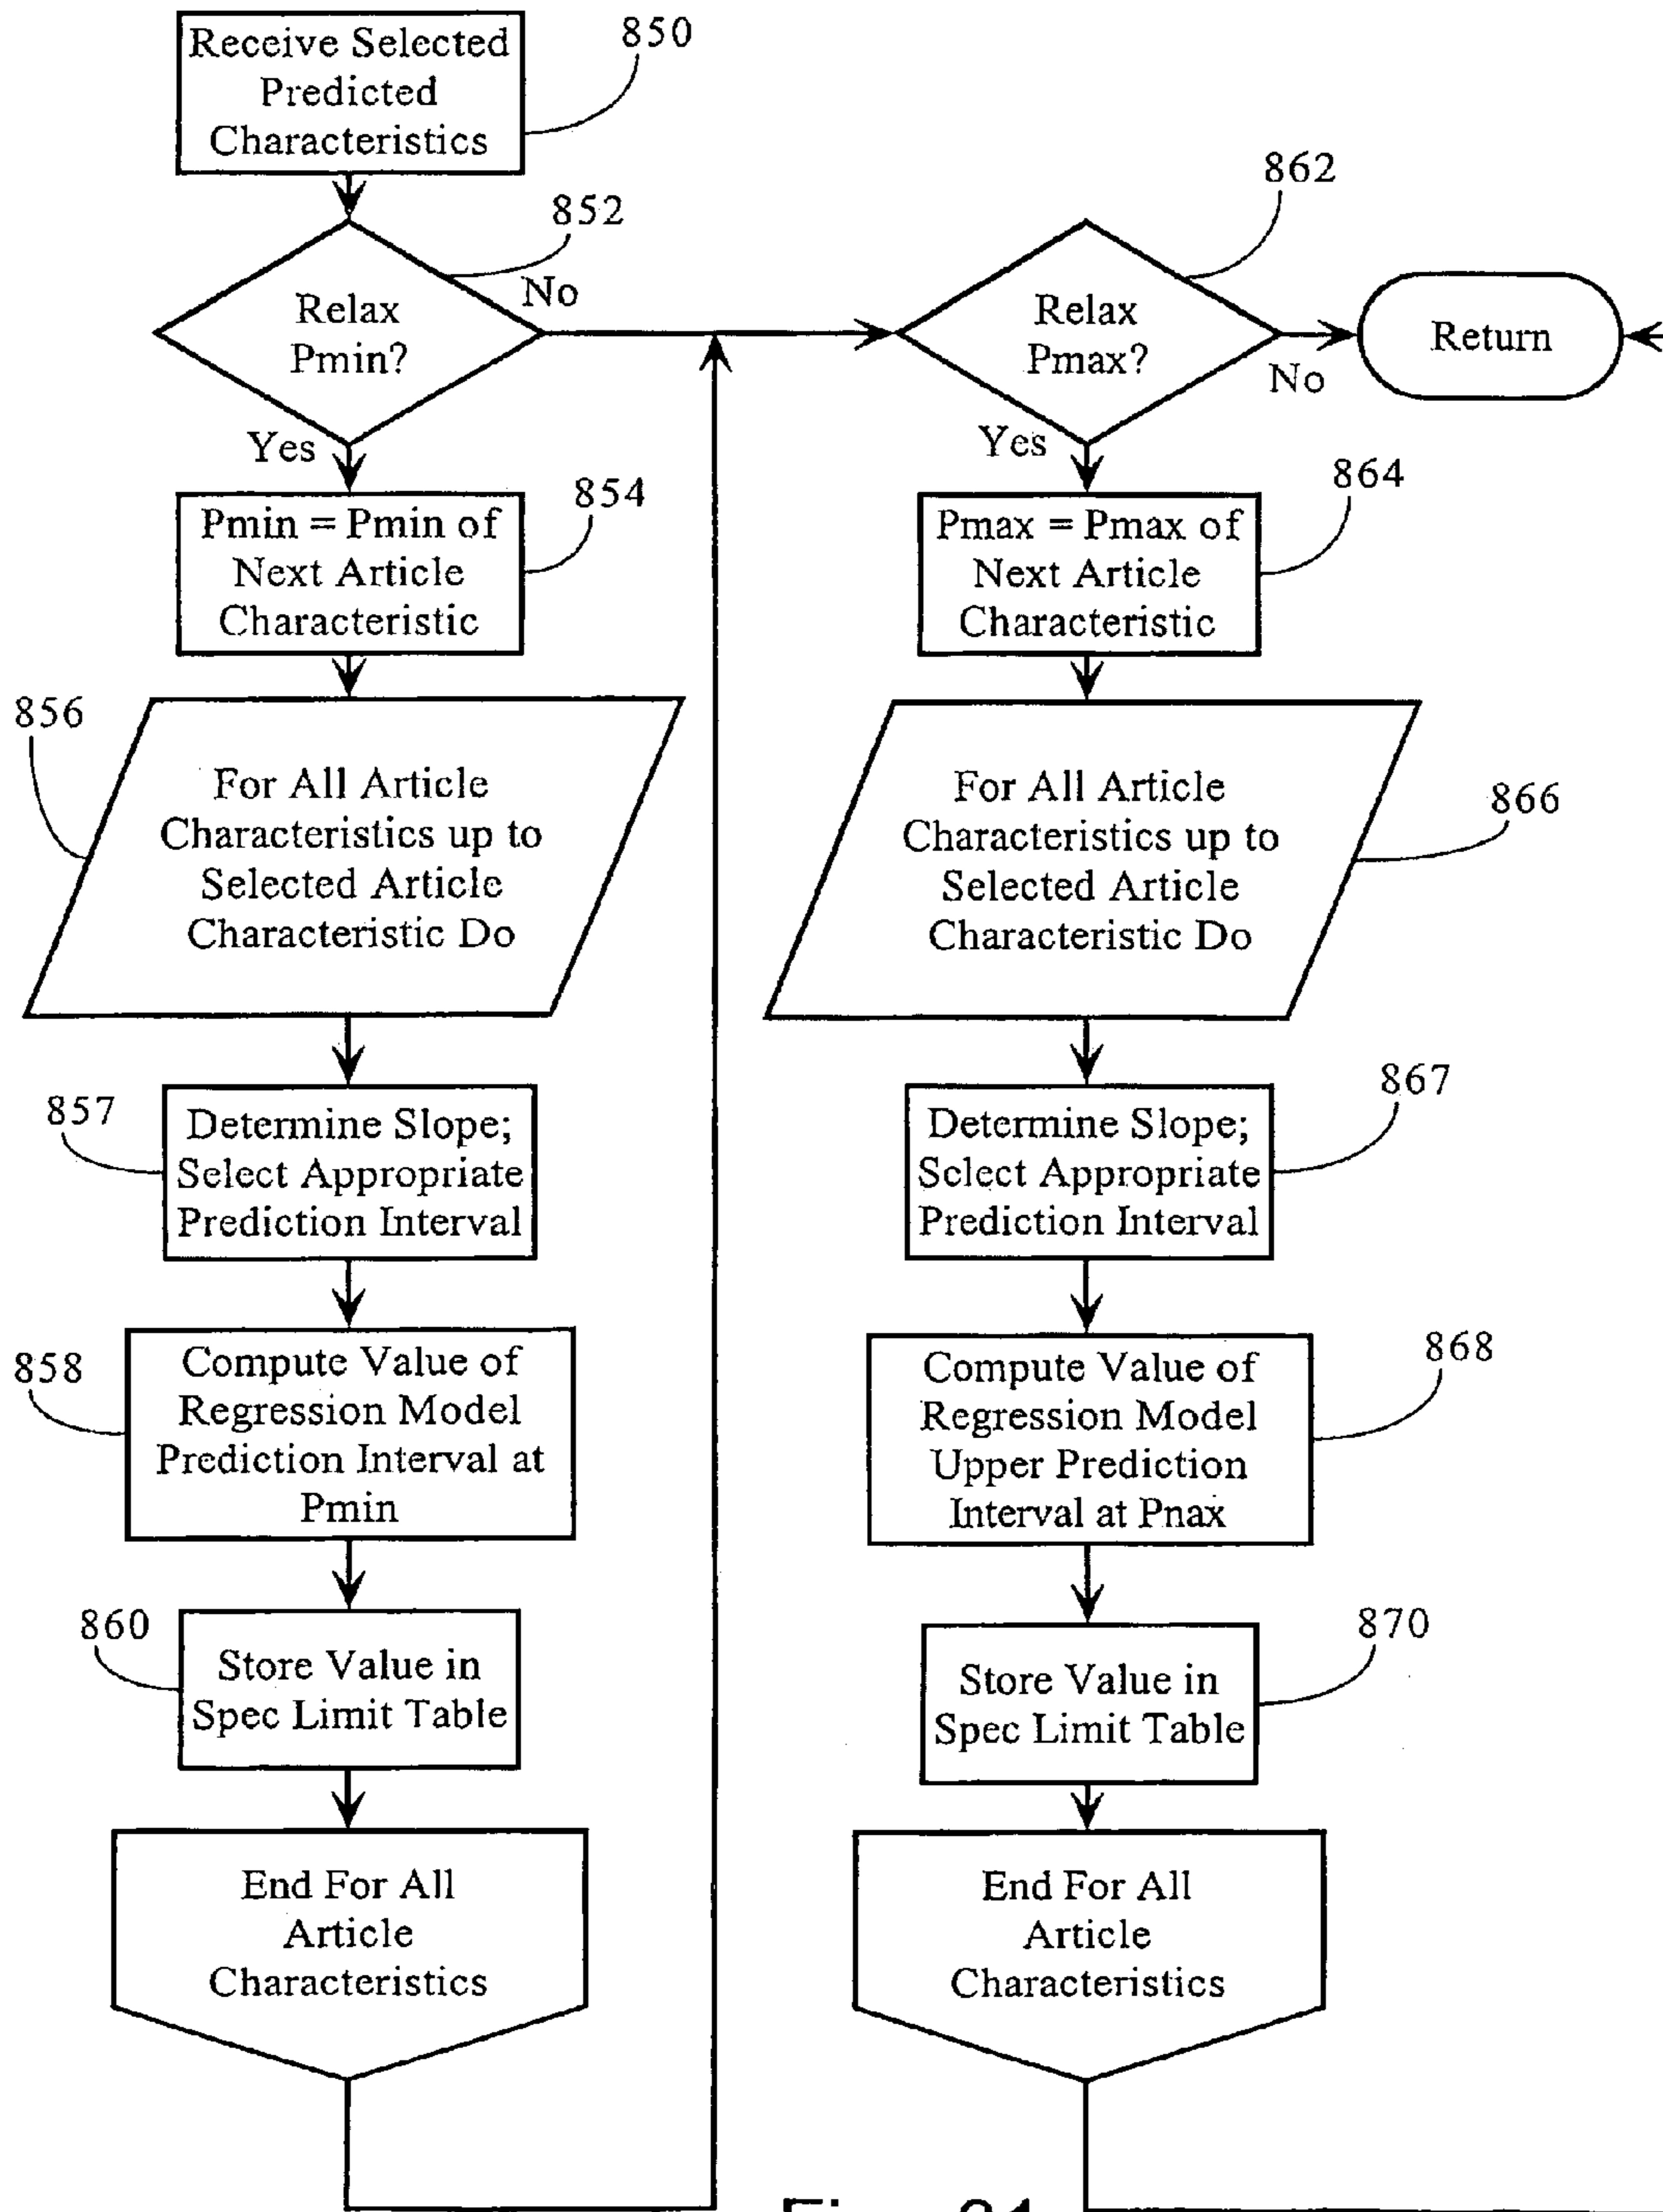 Receive Selected
Predicted
Characteristics
850
852
Relax
Pmin?
No
Yes
854
Pmin = Pmin of
Next Article
Characteristic
856
For All Article
Characteristics up to
Selected Article
Characteristic Do
857
Determine Slope;
Select Appropriate
Prediction Interval
858
Compute Value of
Regression Model
Prediction Interval at
Pmin
860
Store Value in
Spec Limit Table
End For All
Article
Characteristics
862
Relax
Pmax?
No
Return
Yes
864
Pmax = Pmax of
Next Article
Characteristic
866
For All Article
Characteristics up to
Selected Article
Characteristic Do
867
Determine Slope;
Select Appropriate
Prediction Interval
868
Compute Value of
Regression Model
Upper Prediction
Interval at Pnax
870
Store Value in
Spec Limit Table
End For All
Article
Characteristics